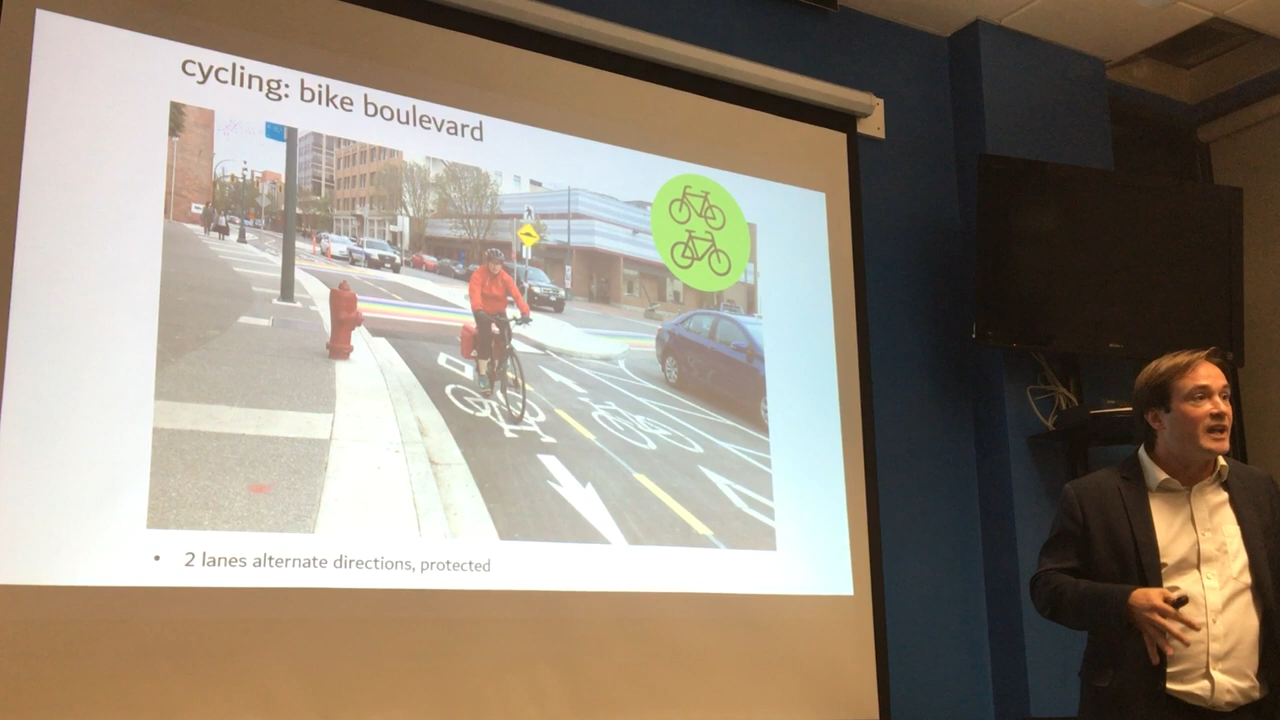 cycling: bike boulevard
• 2 lanes alternate directions, protected